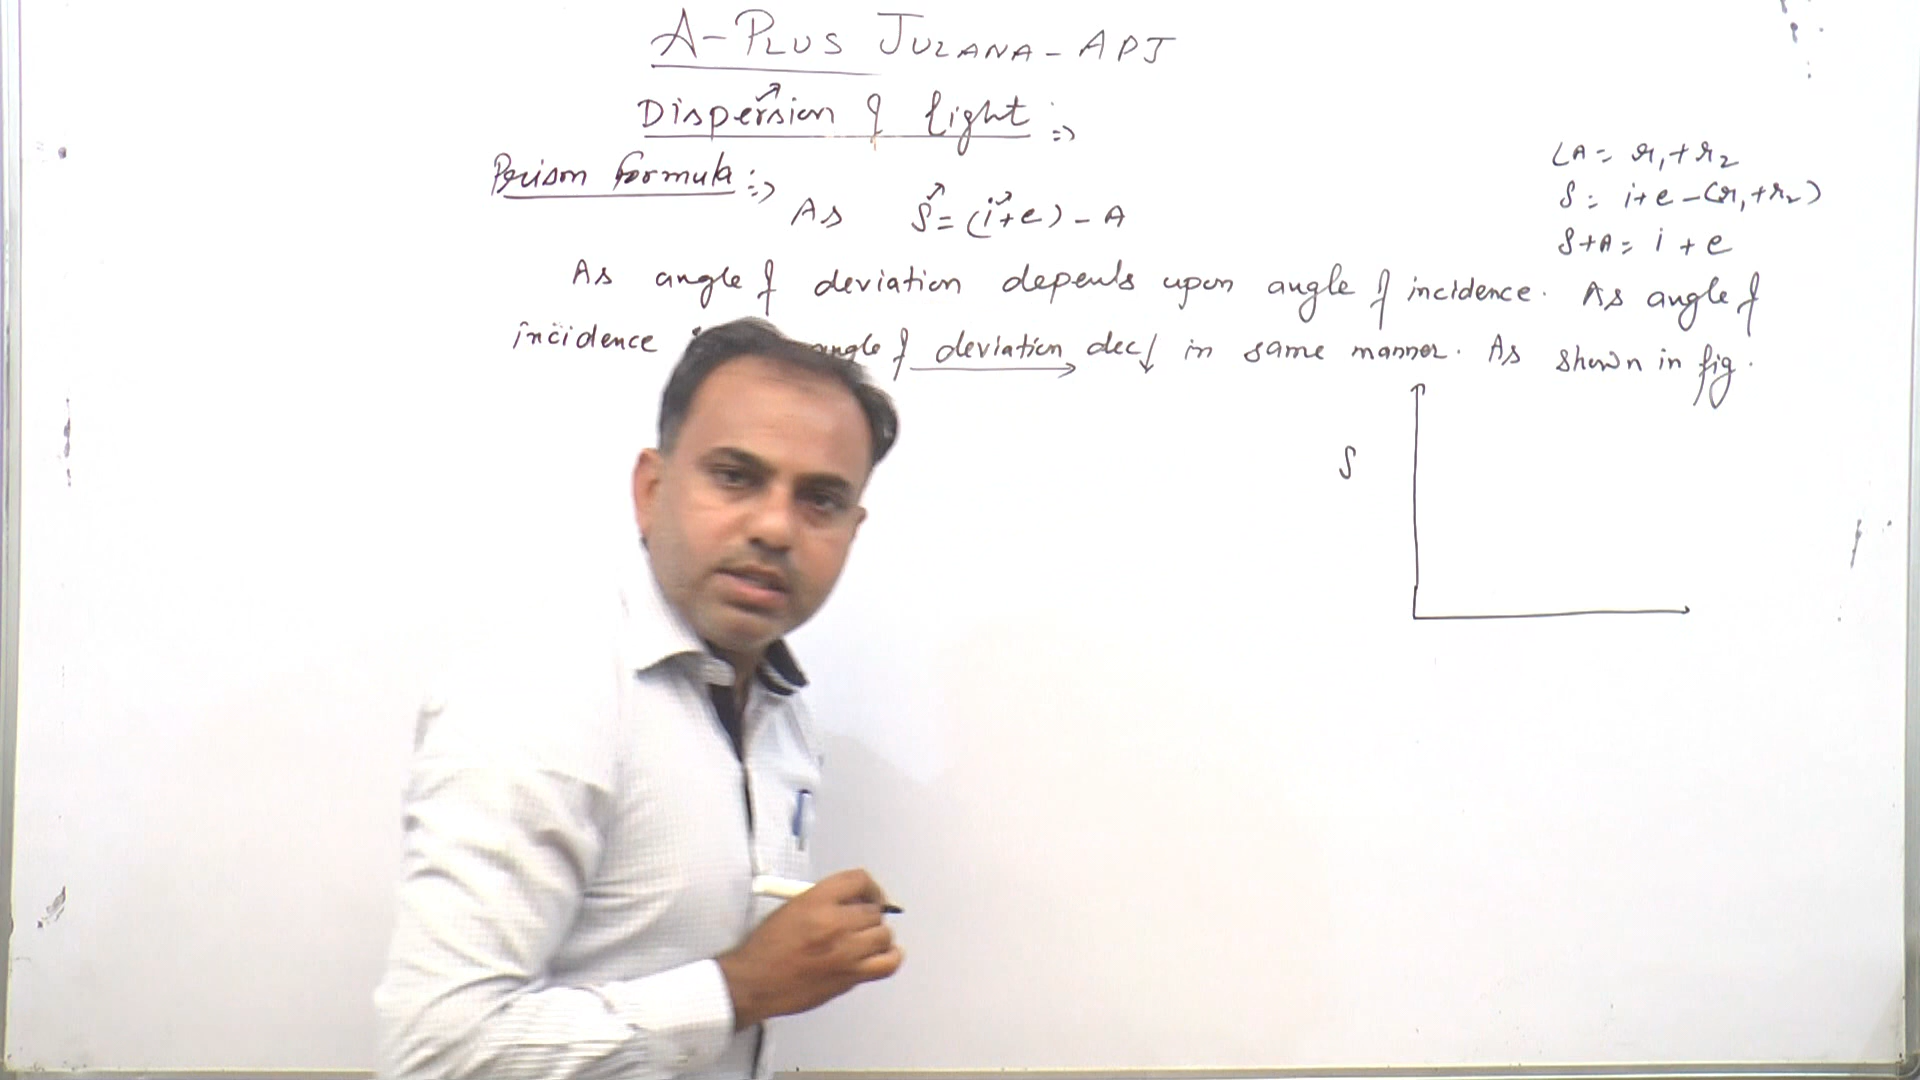 A-PLUS JULANA-APJ
Dispersion of light :=>
Prism formula :=>
As δ = (i+e) - A
∠A = r₁ + r₂
δ = i+e-(r₁+r₂)
δ+A = i + e
As angle of deviation depends upon angle of incidence. As angle of
incidence angle of deviation dec↓ in same manner. As shown in fig.
δ